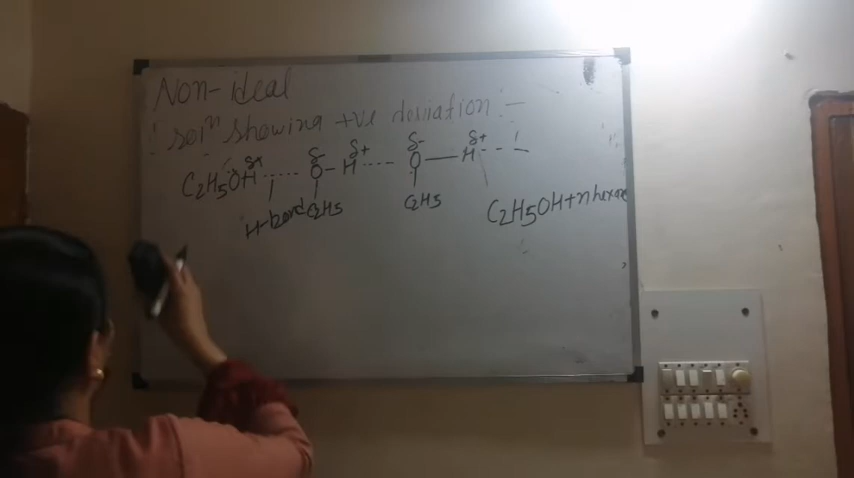 Non-ideal
solⁿ showing +ve deviation :-
δ+ δ- δ+ δ- δ+
C2H5OH ---- O - H ---- O — H ----
H-bond C2H5 C2H5 C2H5OH + n hexane